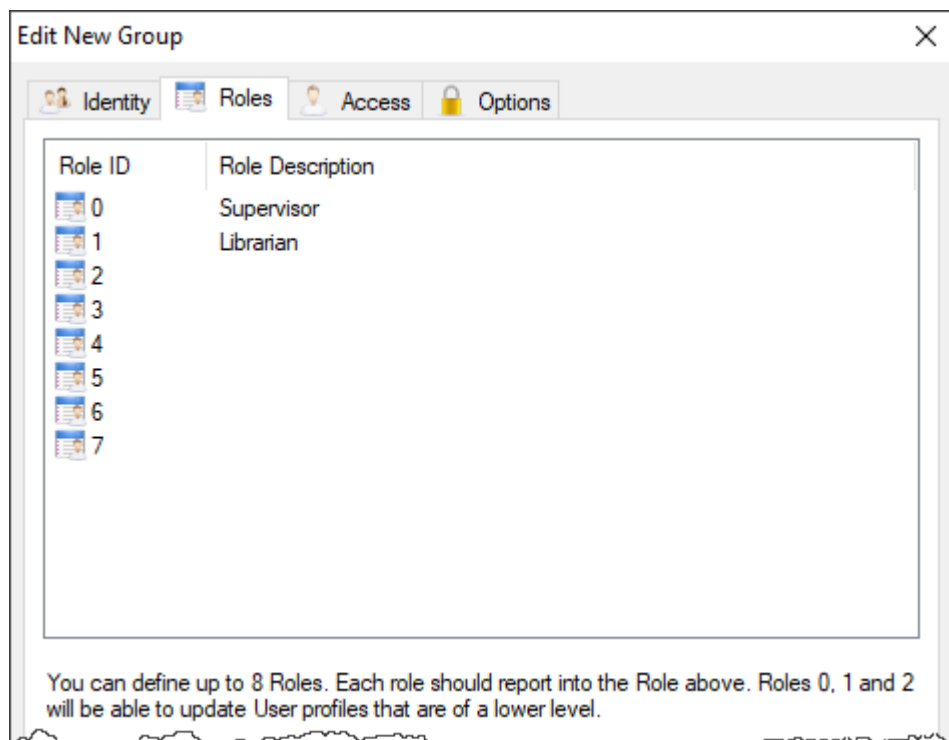 Edit New Group
Identity Roles Access Options
Role ID Role Description
0 Supervisor
1 Librarian
2
3
4
5
6
7
You can define up to 8 Roles. Each role should report into the Role above. Roles 0, 1 and 2
will be able to update User profiles that are of a lower level.